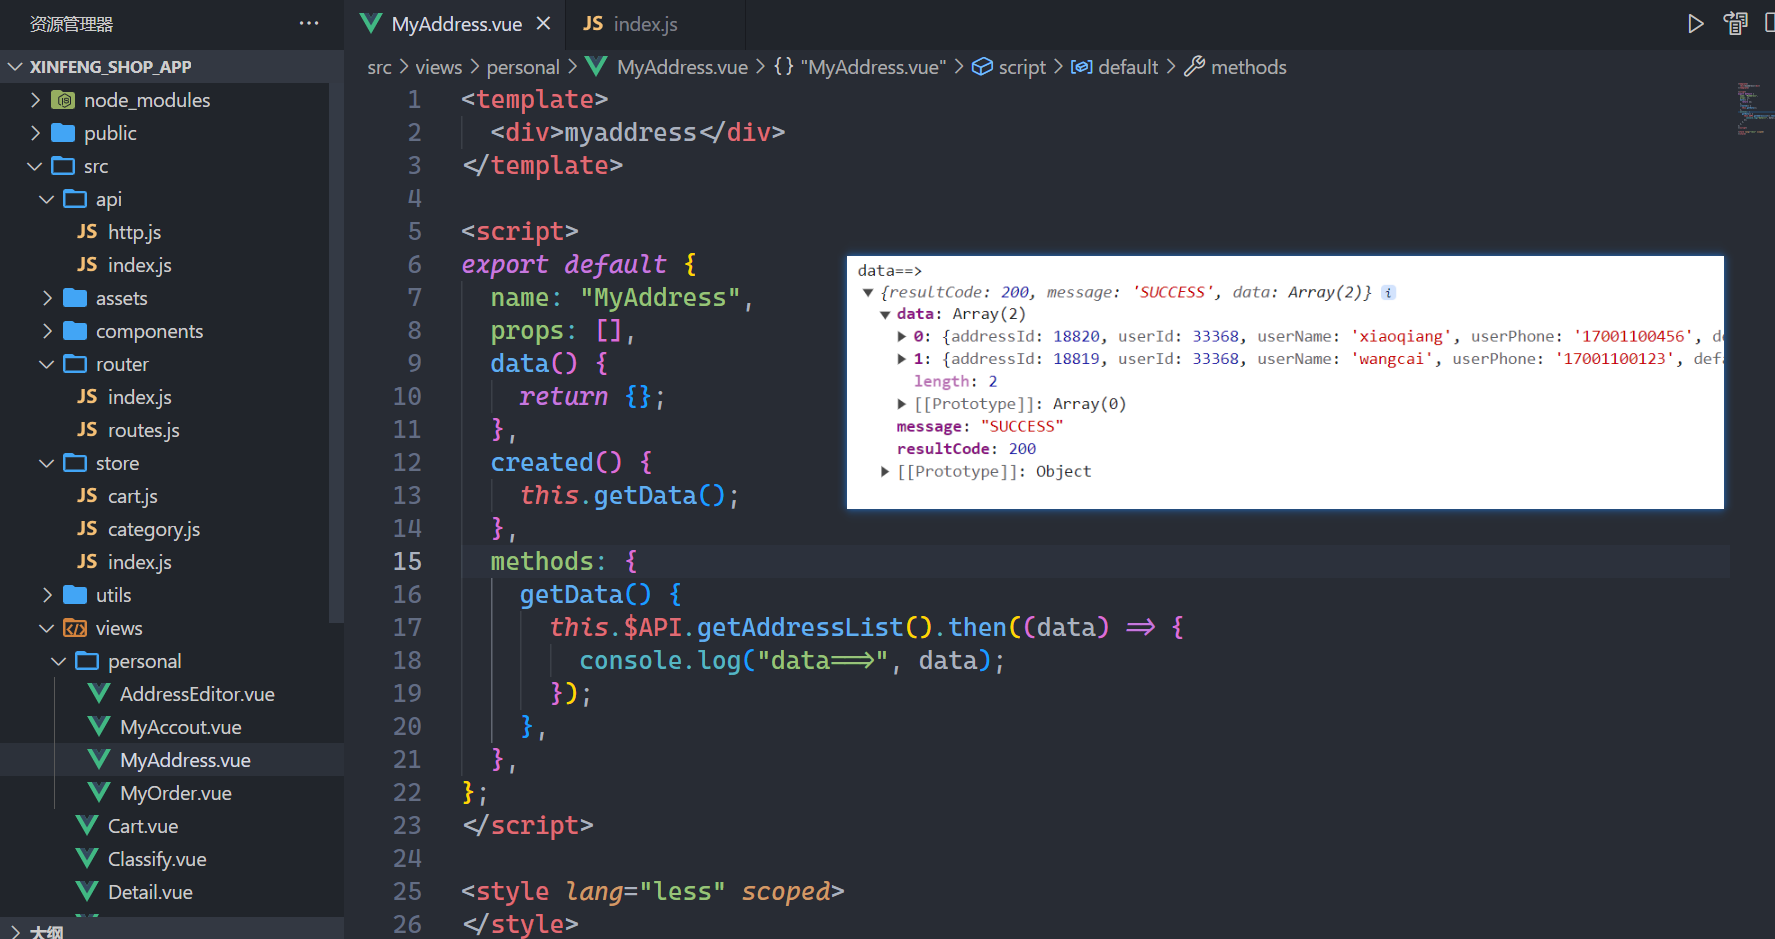 资源管理器 ···
XINFENG_SHOP_APP
node_modules
public
src
api
JS http.js
JS index.js
assets
components
router
JS index.js
JS routes.js
store
JS cart.js
JS category.js
JS index.js
utils
views
personal
AddressEditor.vue
MyAccout.vue
MyAddress.vue
MyOrder.vue
Cart.vue
Classify.vue
Detail.vue
大纲
MyAddress.vue
JS index.js
src > views > personal > MyAddress.vue > {} "MyAddress.vue" > script > default > methods
1 <template>
2 <div>myaddress</div>
3 </template>
4
5 <script>
6 export default {
7 name: "MyAddress",
8 props: [],
9 data() {
10 return {};
11 },
12 created() {
13 this.getData();
14 },
15 methods: {
16 getData() {
17 this.$API.getAddressList().then((data) => {
18 console.log("data==>", data);
19 });
20 },
21 },
22 };
23 </script>
24
25 <style lang="less" scoped>
26 </style>
data==>
{resultCode: 200, message: 'SUCCESS', data: Array(2)} i
data: Array(2)
0: {addressId: 18820, userId: 33368, userName: 'xiaoqiang', userPhone: '17001100456', d
1: {addressId: 18819, userId: 33368, userName: 'wangcai', userPhone: '17001100123', def
length: 2
[[Prototype]]: Array(0)
message: "SUCCESS"
resultCode: 200
[[Prototype]]: Object